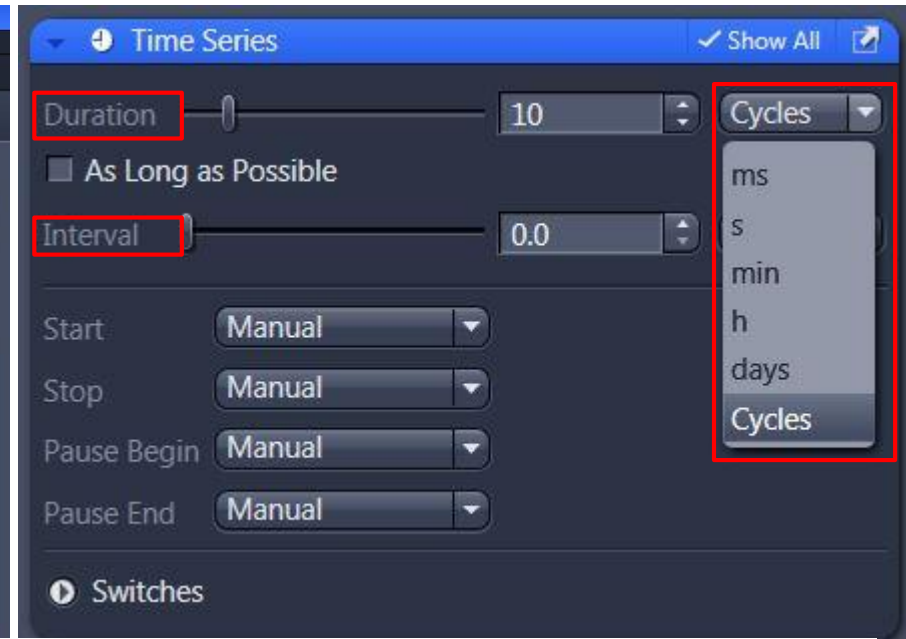 Time Series Show All
Duration 10 Cycles
As Long as Possible
ms
s
Interval 0.0
min
h
Start Manual
days
Stop Manual
Cycles
Pause Begin Manual
Pause End Manual
Switches